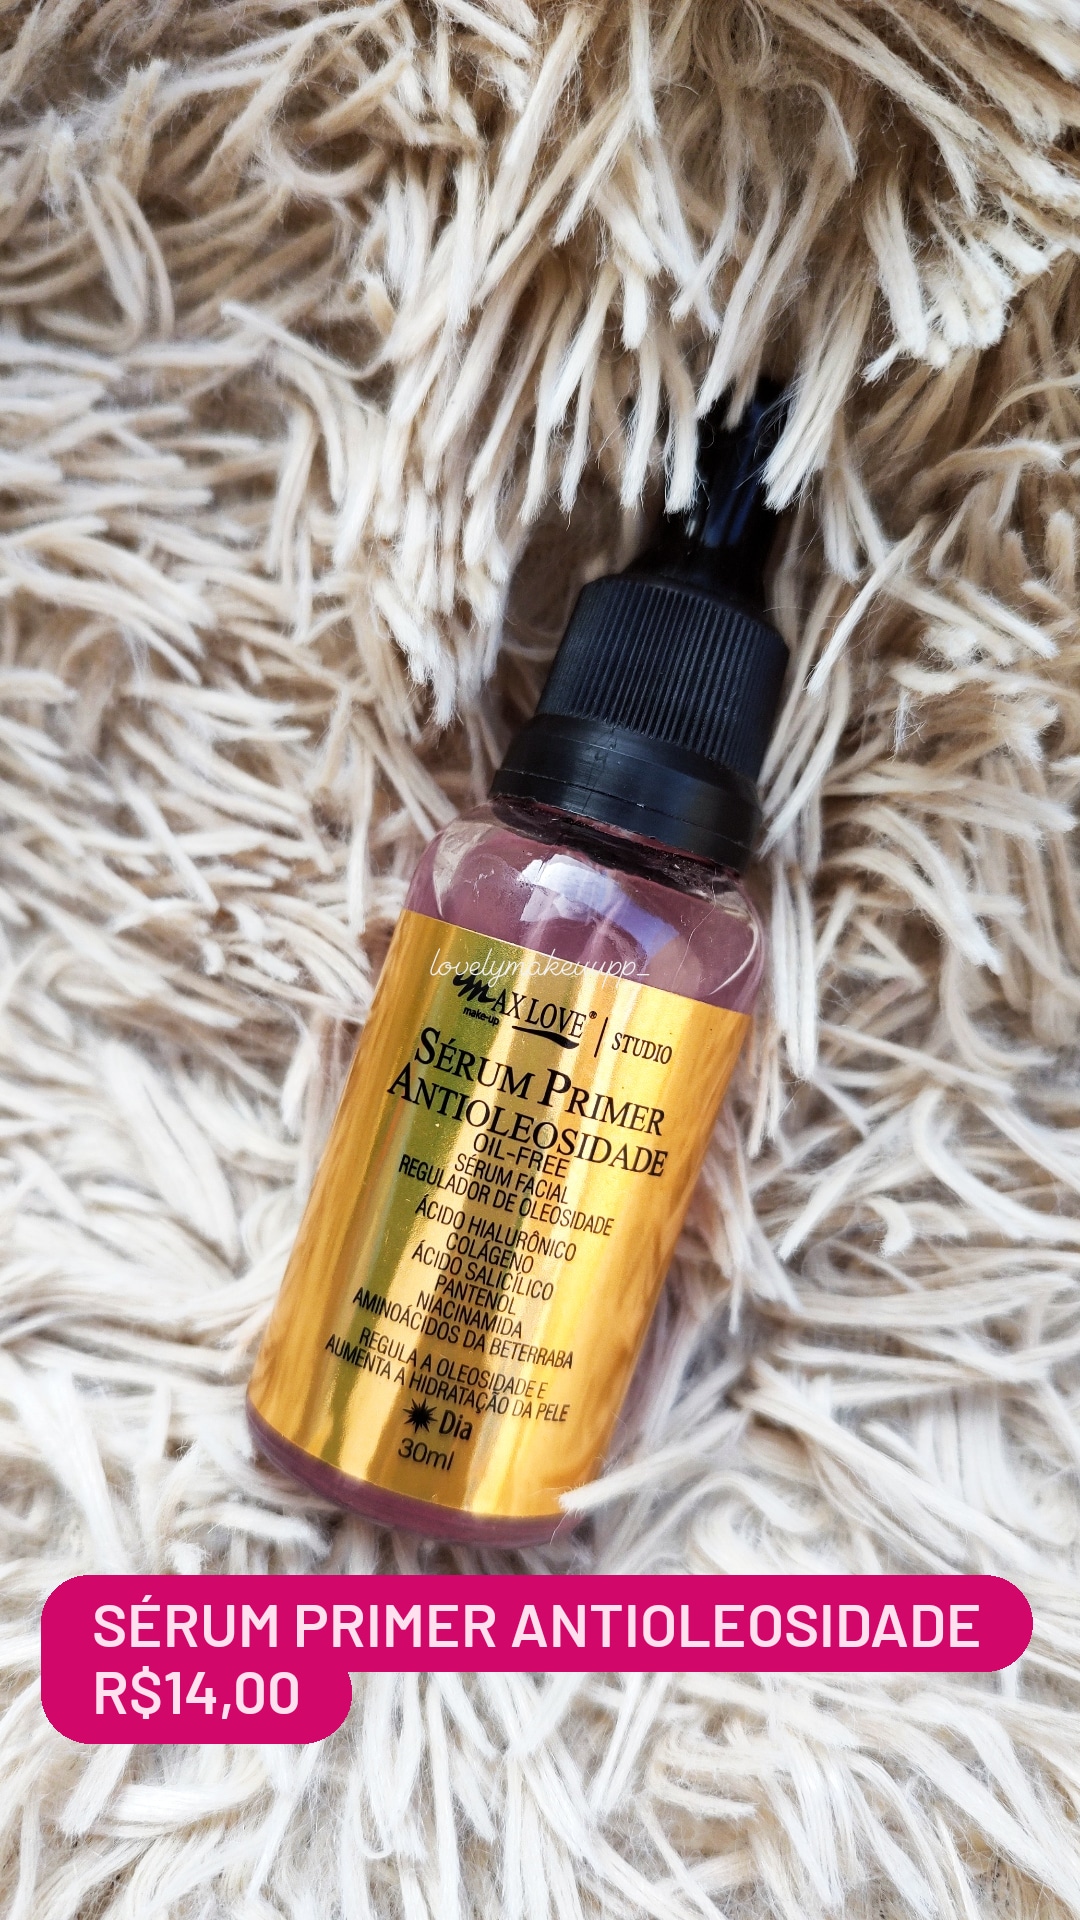 lovelymakeuupp_
MAX LOVE® | STUDIO
make-up
SÉRUM PRIMER
ANTIOLEOSIDADE
OIL-FREE
SÉRUM FACIAL
REGULADOR DE OLEOSIDADE
ÁCIDO HIALURÔNICO
COLÁGENO
ÁCIDO SALICÍLICO
PANTENOL
NIACINAMIDA
AMINOÁCIDOS DA BETERRABA
REGULA A OLEOSIDADE E
AUMENTA A HIDRATAÇÃO DA PELE
Dia
30ml
SÉRUM PRIMER ANTIOLEOSIDADE
R$14,00